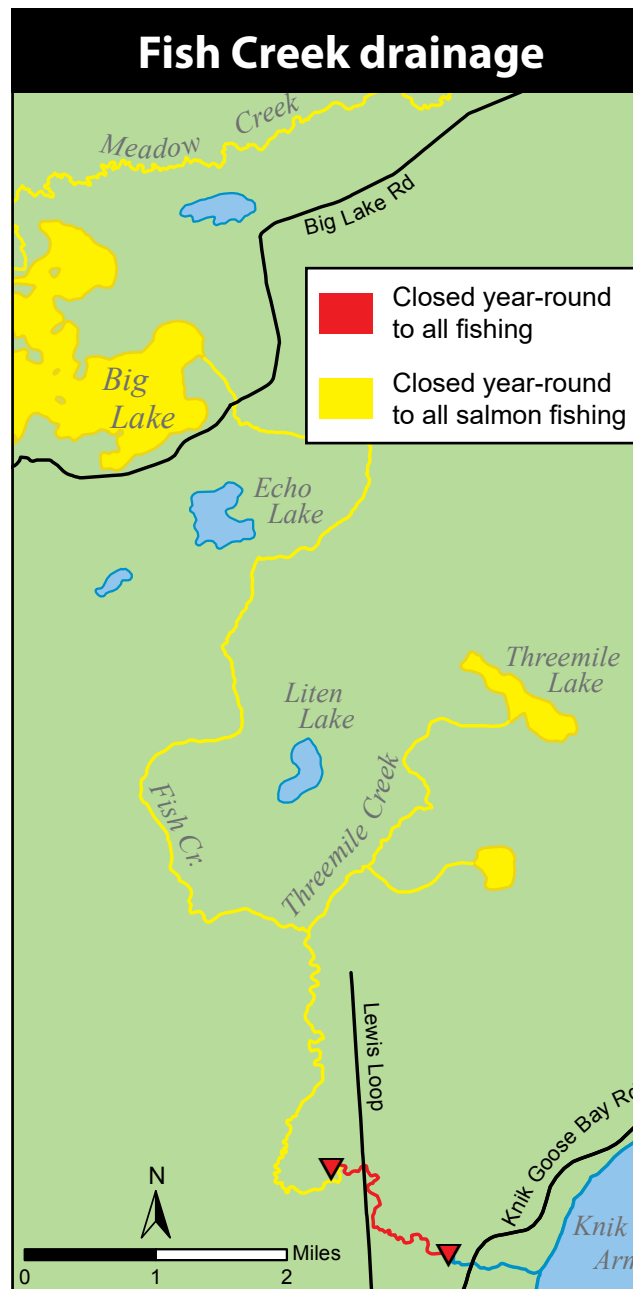 Fish Creek drainage
Meadow Creek
Big Lake Rd
Closed year-round
to all fishing
Closed year-round
to all salmon fishing
Big
Lake
Echo
Lake
Threemile
Lake
Liten
Lake
Fish Cr.
Threemile Creek
Lewis Loop
Knik Goose Bay Rd
Knik
Arm
N
Miles
0 1 2